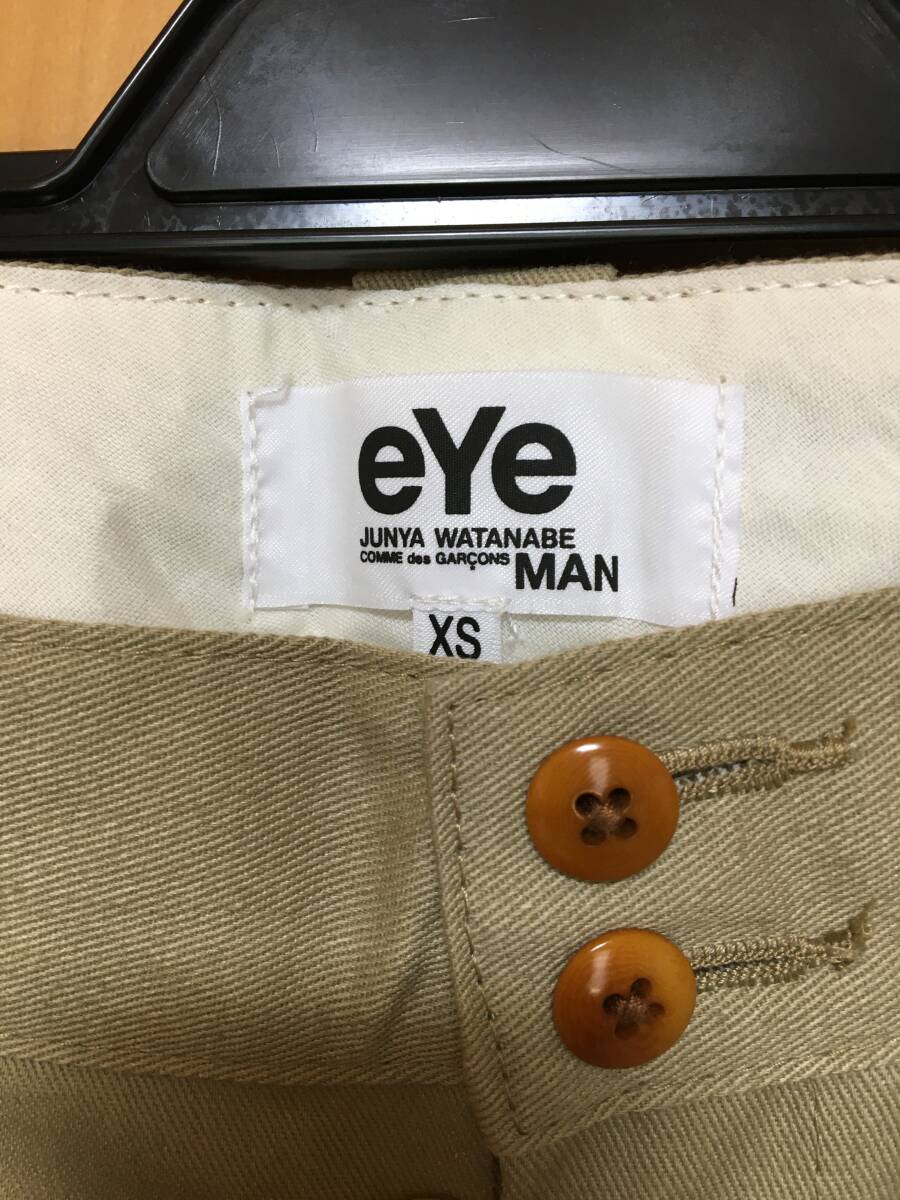 eYe
JUNYA WATANABE
COMME des GARÇONS MAN
XS